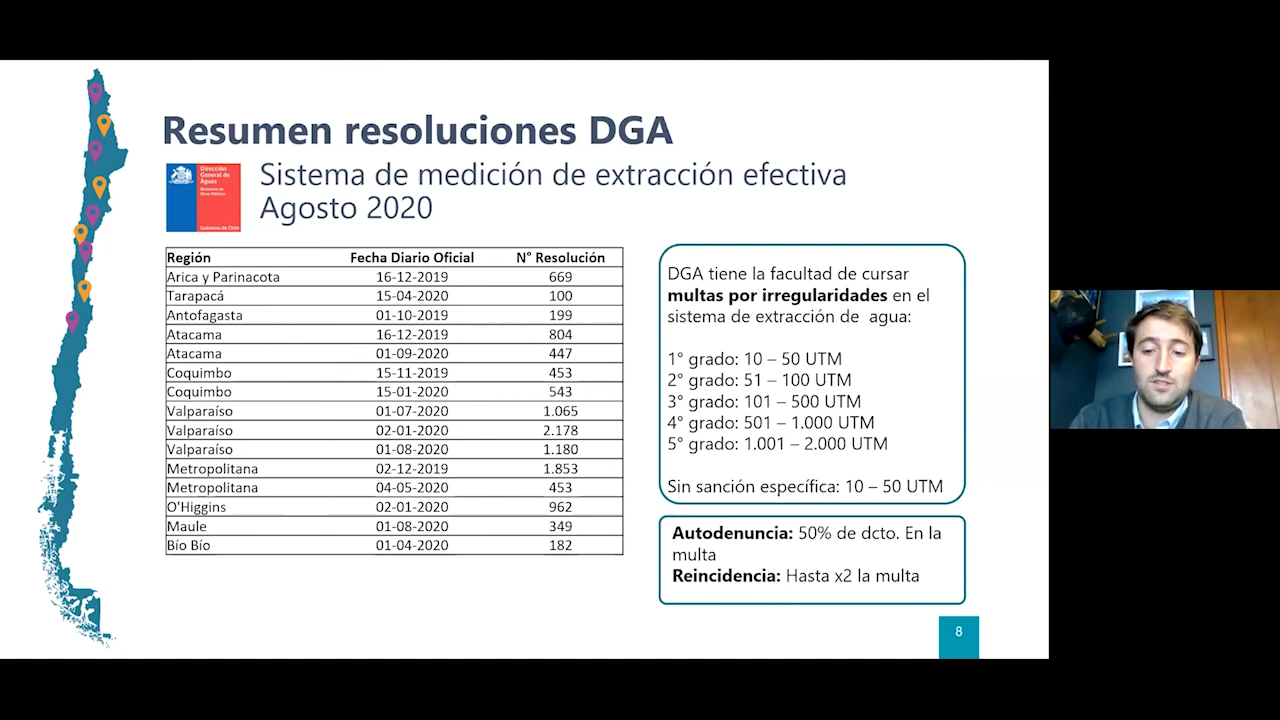 Resumen resoluciones DGA
Dirección
General de
Aguas
Ministerio de
Obras Públicas
Gobierno de Chile
Sistema de medición de extracción efectiva
Agosto 2020
Región Fecha Diario Oficial N° Resolución
Arica y Parinacota 16-12-2019 669
Tarapacá 15-04-2020 100
Antofagasta 01-10-2019 199
Atacama 16-12-2019 804
Atacama 01-09-2020 447
Coquimbo 15-11-2019 453
Coquimbo 15-01-2020 543
Valparaíso 01-07-2020 1.065
Valparaíso 02-01-2020 2.178
Valparaíso 01-08-2020 1.180
Metropolitana 02-12-2019 1.853
Metropolitana 04-05-2020 453
O'Higgins 02-01-2020 962
Maule 01-08-2020 349
Bío Bío 01-04-2020 182
DGA tiene la facultad de cursar
multas por irregularidades en el
sistema de extracción de agua:
1° grado: 10 – 50 UTM
2° grado: 51 – 100 UTM
3° grado: 101 – 500 UTM
4° grado: 501 – 1.000 UTM
5° grado: 1.001 – 2.000 UTM
Sin sanción específica: 10 – 50 UTM
Autodenuncia: 50% de dcto. En la
multa
Reincidencia: Hasta x2 la multa
8